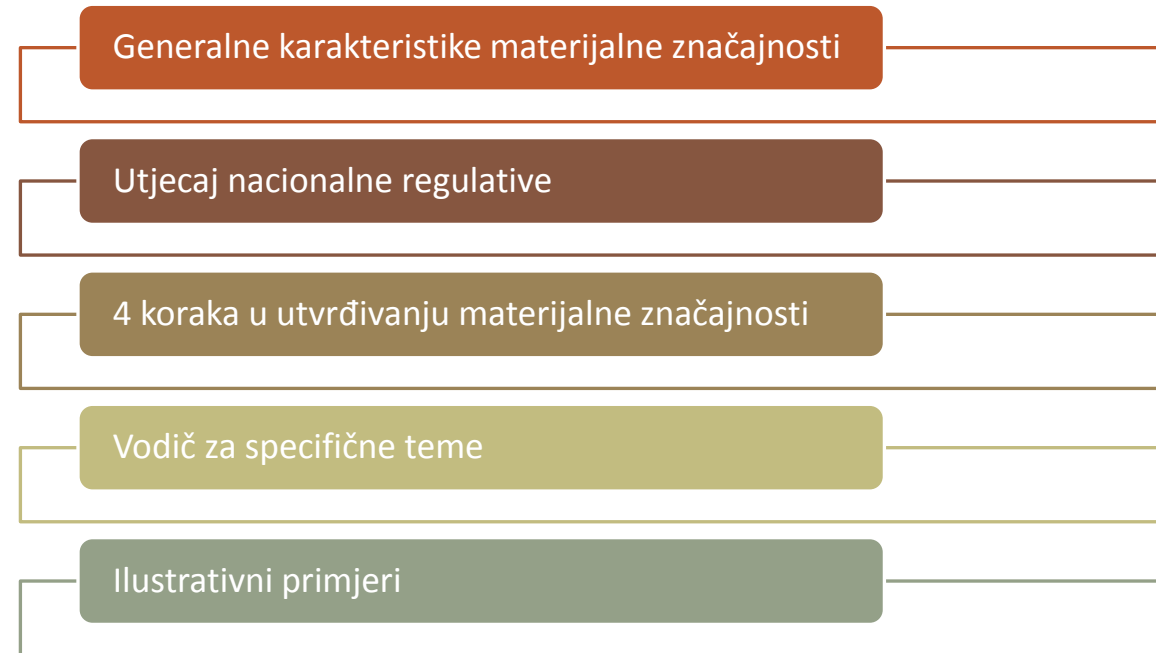 Generalne karakteristike materijalne značajnosti
Utjecaj nacionalne regulative
4 koraka u utvrđivanju materijalne značajnosti
Vodič za specifične teme
Ilustrativni primjeri